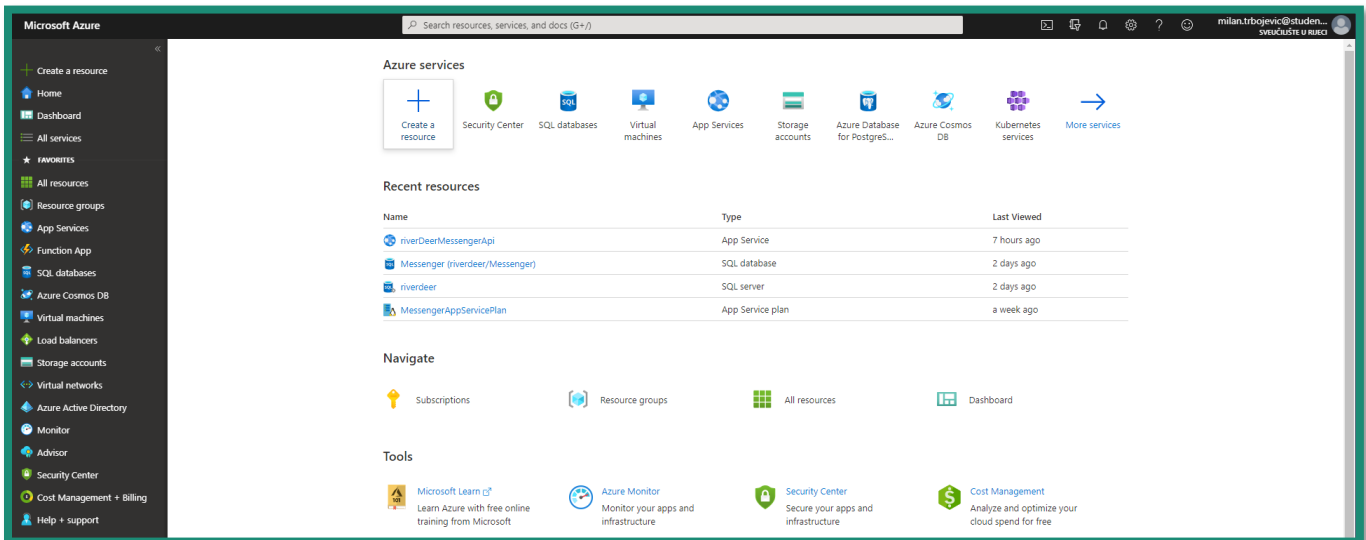 Microsoft Azure
Search resources, services, and docs (G+/)
milan.trbojevic@studen...
SVEUČILIŠTE U RIJECI
«
Create a resource
Home
Dashboard
All services
FAVORITES
All resources
Resource groups
App Services
Function App
SQL databases
Azure Cosmos DB
Virtual machines
Load balancers
Storage accounts
Virtual networks
Azure Active Directory
Monitor
Advisor
Security Center
Cost Management + Billing
Help + support
Azure services
Create a
resource
Security Center
SQL databases
Virtual
machines
App Services
Storage
accounts
Azure Database
for PostgreS...
Azure Cosmos
DB
Kubernetes
services
More services
Recent resources
Name Type Last Viewed
riverDeerMessengerApi App Service 7 hours ago
Messenger (riverdeer/Messenger) SQL database 2 days ago
riverdeer SQL server 2 days ago
MessengerAppServicePlan App Service plan a week ago
Navigate
Subscriptions Resource groups All resources Dashboard
Tools
Microsoft Learn
Learn Azure with free online
training from Microsoft
Azure Monitor
Monitor your apps and
infrastructure
Security Center
Secure your apps and
infrastructure
Cost Management
Analyze and optimize your
cloud spend for free